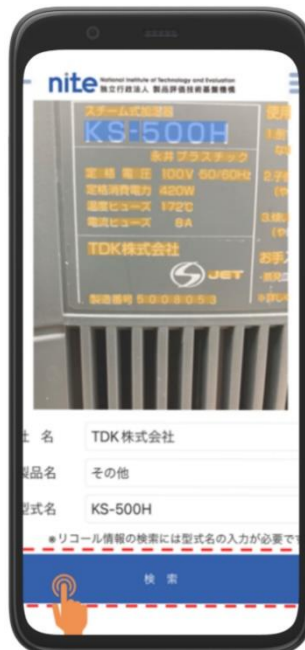 nite National Institute of Technology and Evaluation
独立行政法人 製品評価技術基盤機構
スチーム式加湿器
KS-500H
永井プラスチック
定格電圧 100V 50/60Hz
定格消費電力 420W
温度ヒューズ 172℃
電流ヒューズ 8A
TDK株式会社
JET
製造番号 5008053
社 名 TDK株式会社
製品名 その他
型式名 KS-500H
※リコール情報の検索には型式名の入力が必要です
検 索